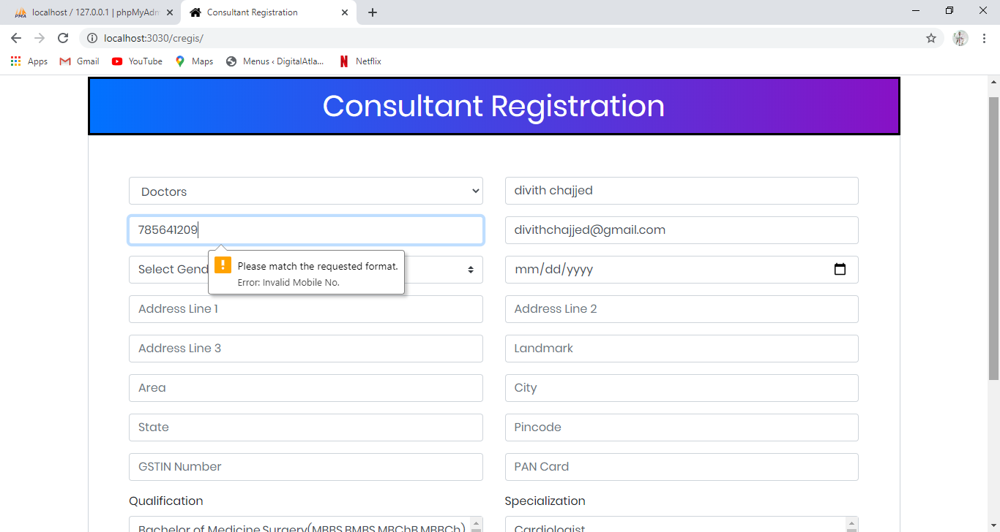 localhost / 127.0.0.1 | phpMyAdm
Consultant Registration
localhost:3030/cregis/
Apps
Gmail
YouTube
Maps
Menus ‹ DigitalAtla...
Netflix
Consultant Registration
Doctors
divith chajjed
785641209
divithchajjed@gmail.com
Select Gend
mm/dd/yyyy
Please match the requested format.
Error: Invalid Mobile No.
Address Line 1
Address Line 2
Address Line 3
Landmark
Area
City
State
Pincode
GSTIN Number
PAN Card
Qualification
Specialization
Bachelor of Medicine,Surgery(MBBS,BMBS,MBChB,MBBCh)
Cardiologist